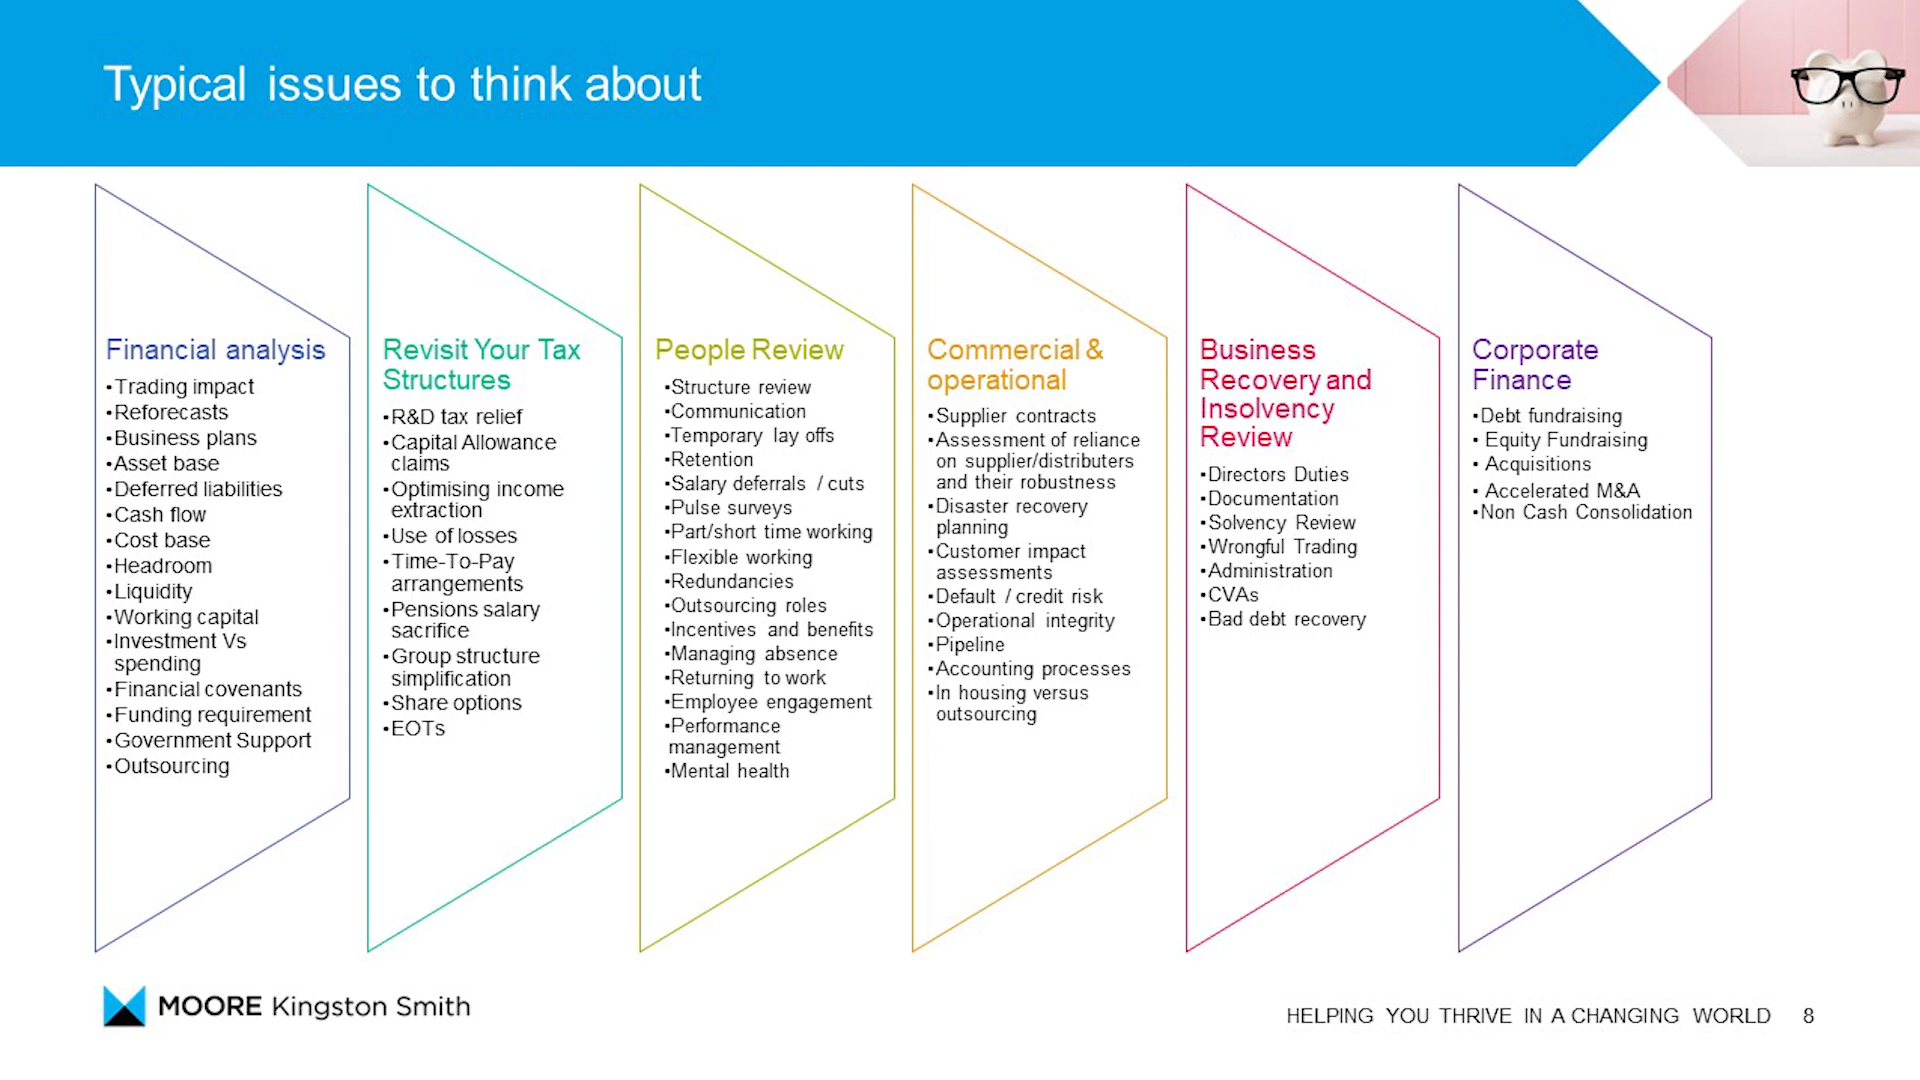 Typical issues to think about
Financial analysis
•Trading impact
•Reforecasts
•Business plans
•Asset base
•Deferred liabilities
•Cash flow
•Cost base
•Headroom
•Liquidity
•Working capital
•Investment Vs
spending
•Financial covenants
•Funding requirement
•Government Support
•Outsourcing
Revisit Your Tax
Structures
•R&D tax relief
•Capital Allowance
claims
•Optimising income
extraction
•Use of losses
•Time-To-Pay
arrangements
•Pensions salary
sacrifice
•Group structure
simplification
•Share options
•EOTs
People Review
•Structure review
•Communication
•Temporary lay offs
•Retention
•Salary deferrals / cuts
•Pulse surveys
•Part/short time working
•Flexible working
•Redundancies
•Outsourcing roles
•Incentives and benefits
•Managing absence
•Returning to work
•Employee engagement
•Performance
management
•Mental health
Commercial &
operational
•Supplier contracts
•Assessment of reliance
on supplier/distributers
and their robustness
•Disaster recovery
planning
•Customer impact
assessments
•Default / credit risk
•Operational integrity
•Pipeline
•Accounting processes
•In housing versus
outsourcing
Business
Recovery and
Insolvency
Review
•Directors Duties
•Documentation
•Solvency Review
•Wrongful Trading
•Administration
•CVAs
•Bad debt recovery
Corporate
Finance
•Debt fundraising
• Equity Fundraising
• Acquisitions
• Accelerated M&A
•Non Cash Consolidation
MOORE Kingston Smith
HELPING YOU THRIVE IN A CHANGING WORLD 8